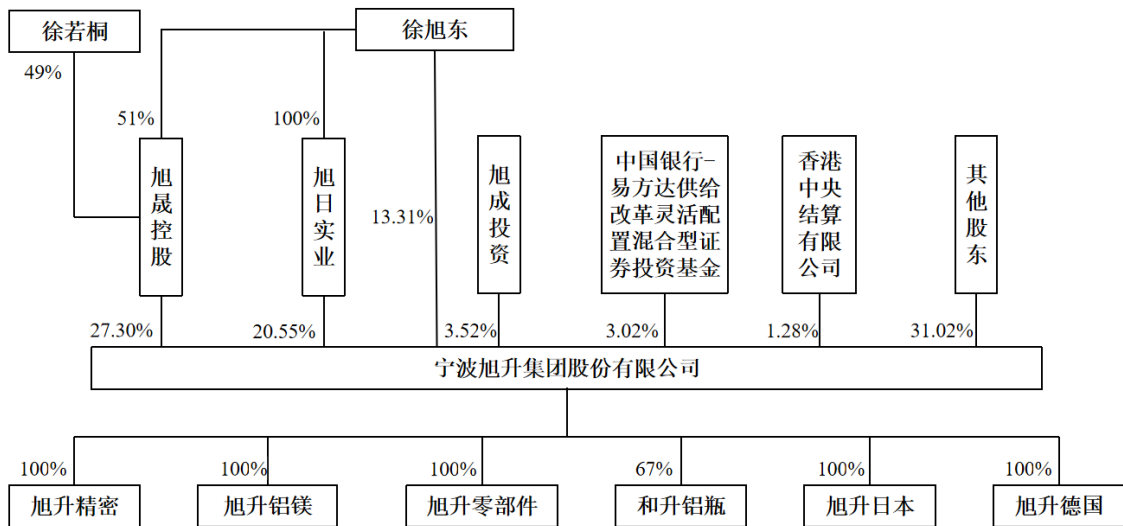 徐若桐
徐旭东
49%
51%
100%
旭晟控股
旭日实业
13.31%
旭成投资
中国银行-
易方达供给
改革灵活配
置混合型证
券投资基金
香港
中央
结算
有限
公司
其他股东
27.30%
20.55%
3.52%
3.02%
1.28%
31.02%
宁波旭升集团股份有限公司
100%
100%
100%
67%
100%
100%
旭升精密
旭升铝镁
旭升零部件
和升铝瓶
旭升日本
旭升德国